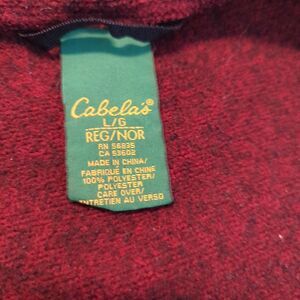 Cabela's®
L/G
REG/NOR
RN 56835
CA 53602
MADE IN CHINA/
FABRIQUÉ EN CHINE
100% POLYESTER/
POLYESTER
CARE OVER/
ENTRETIEN AU VERSO